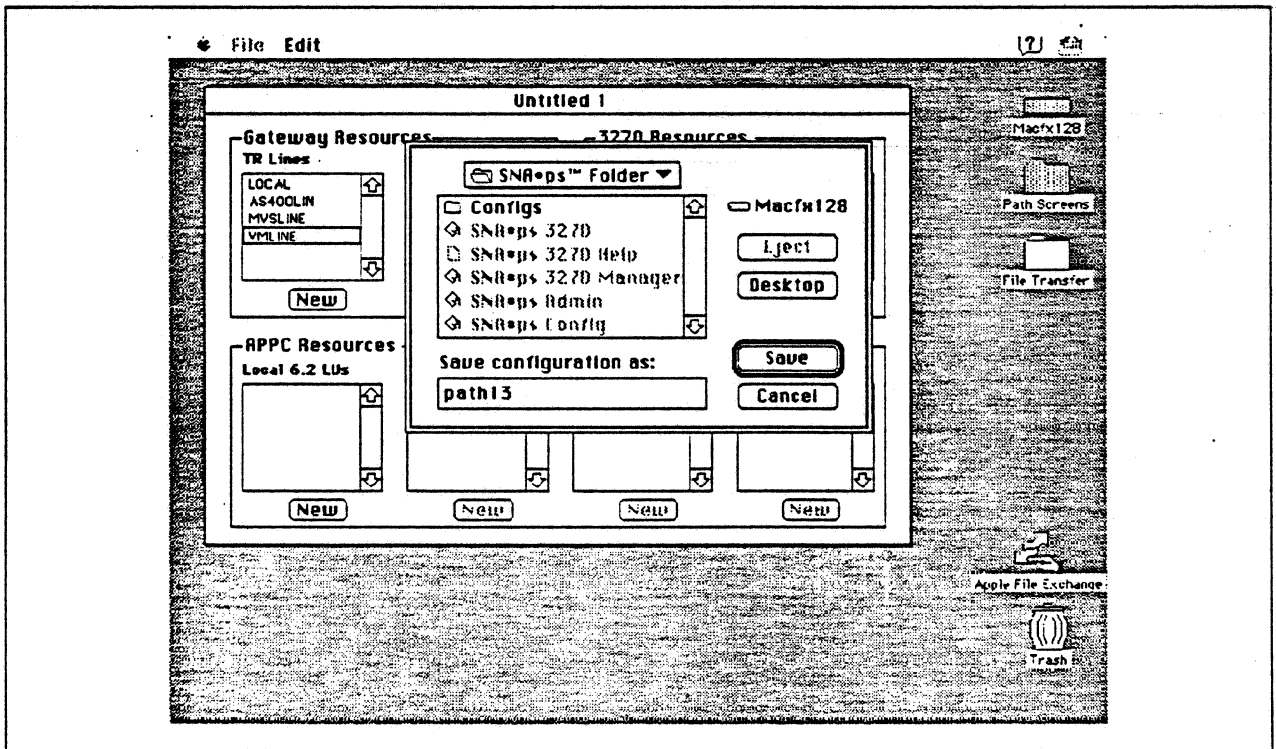 File Edit
Untitled 1
Gateway Resources
3270 Resources
TR Lines
LOCAL
AS400LIN
MVSLINE
VMLINE
New
SNA•ps™ Folder
Configs
SNA•ps 3270
SNA•ps 3270 Help
SNA•ps 3270 Manager
SNA•ps Admin
SNA•ps Config
Macfx128
Eject
Desktop
Save configuration as:
path13
Save
Cancel
APPC Resources
Local 6.2 LUs
New
New
New
New
Macfx128
Path Screens
File Transfer
Apple File Exchange
Trash